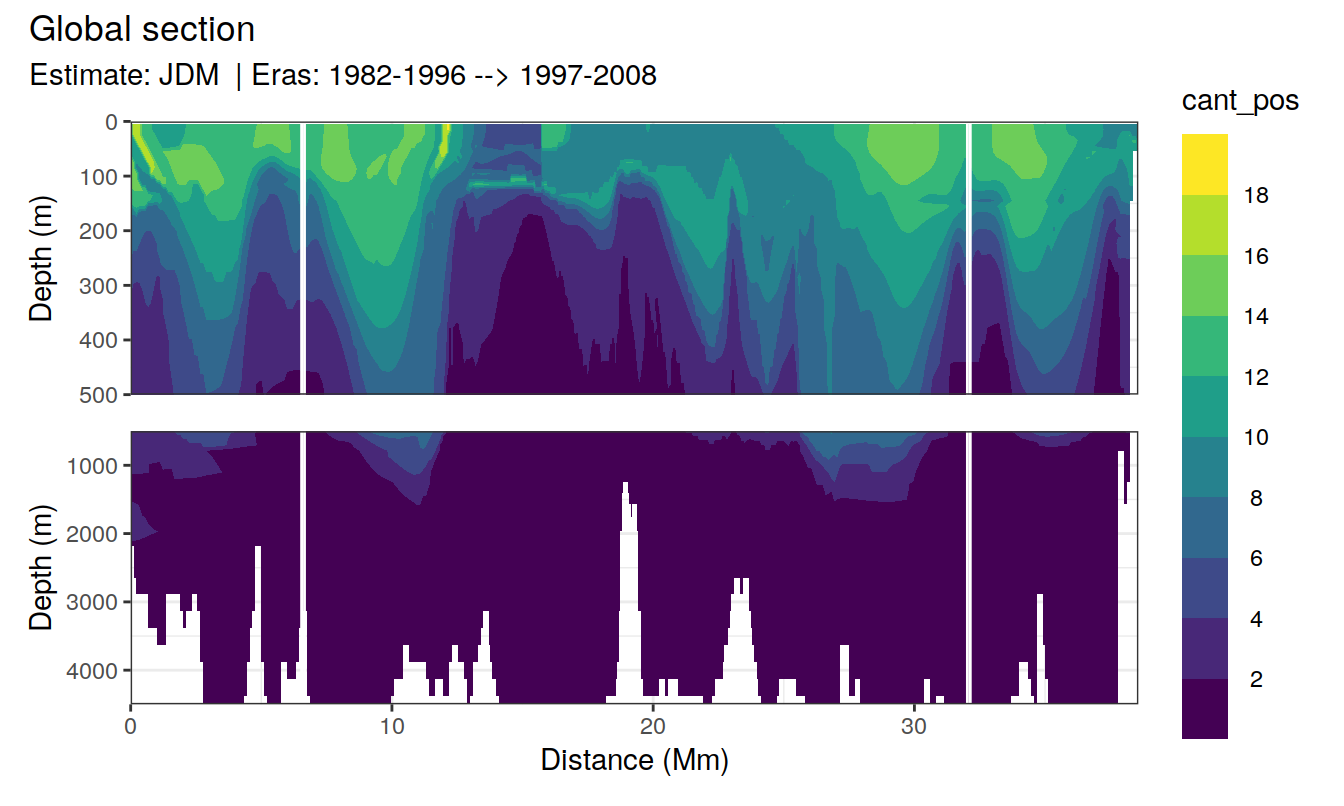 Global section
Estimate: JDM | Eras: 1982-1996 --> 1997-2008
cant_pos
0
100
200
300
400
500
Depth (m)
1000
2000
3000
4000
Depth (m)
0 10 20 30
Distance (Mm)
18
16
14
12
10
8
6
4
2